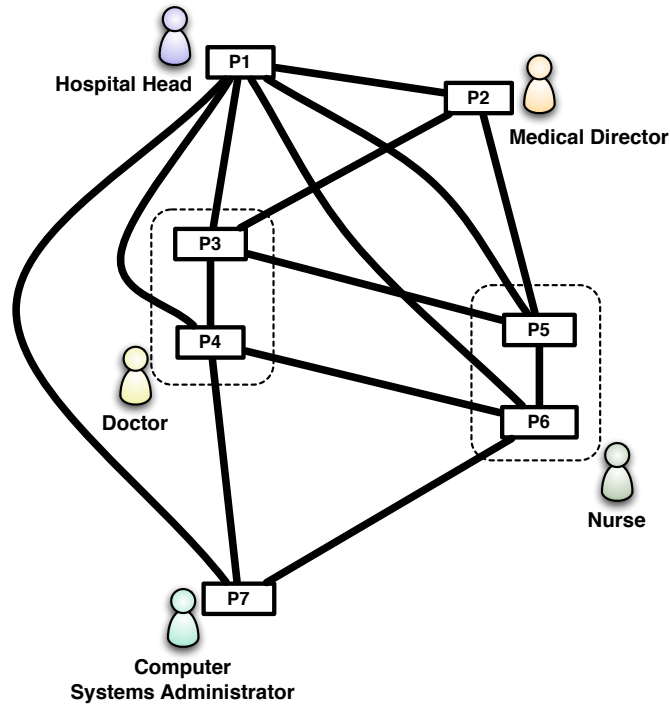 P1
Hospital Head
P2
Medical Director
P3
P5
P4
Doctor
P6
Nurse
P7
Computer
Systems Administrator